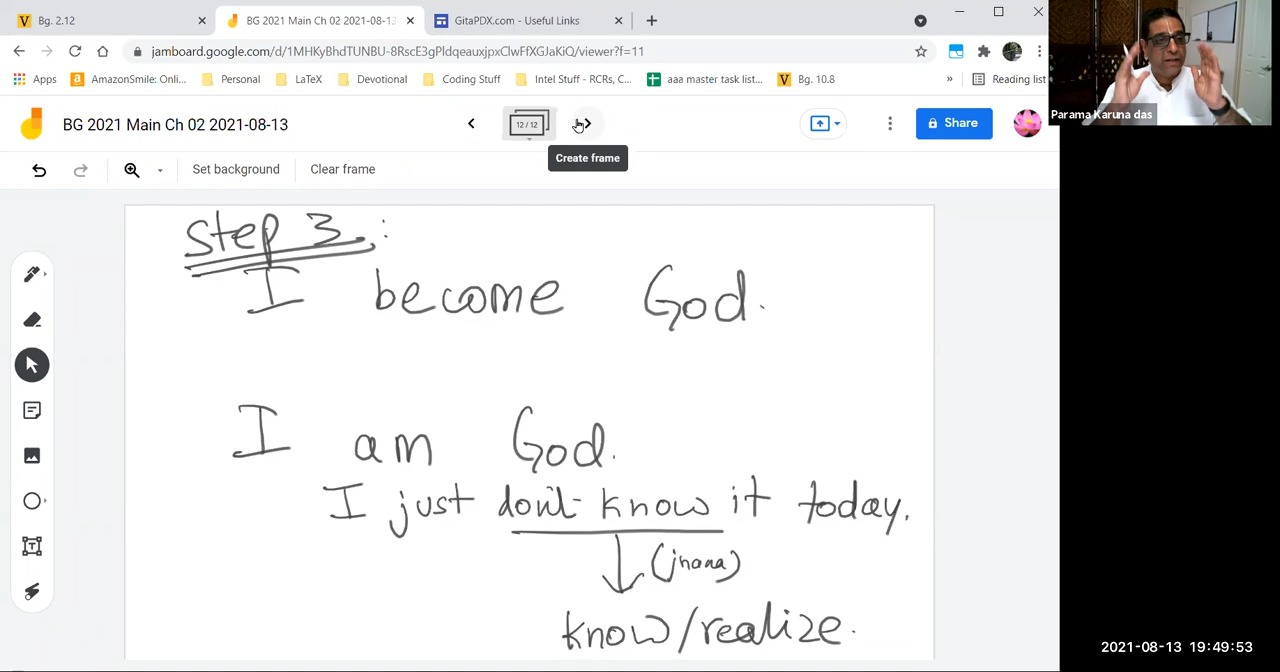 Bg. 2.12
BG 2021 Main Ch 02 2021-08-13
GitaPDX.com - Useful Links
jamboard.google.com/d/1MHKyBhdTUNBU-8RscE3gPldqeauxjpxClwFfXGJaKiQ/viewer?f=11
Apps
AmazonSmile: Onli...
Personal
LaTeX
Devotional
Coding Stuff
Intel Stuff - RCRs, C...
aaa master task list...
Bg. 10.8
»
Reading list
Parama Karuna das
BG 2021 Main Ch 02 2021-08-13
12 / 12
Share
Create frame
Set background
Clear frame
Step 3:
I become God.
I am God.
I just don't know it today.
(jnana)
know/realize.
2021-08-13 19:49:53